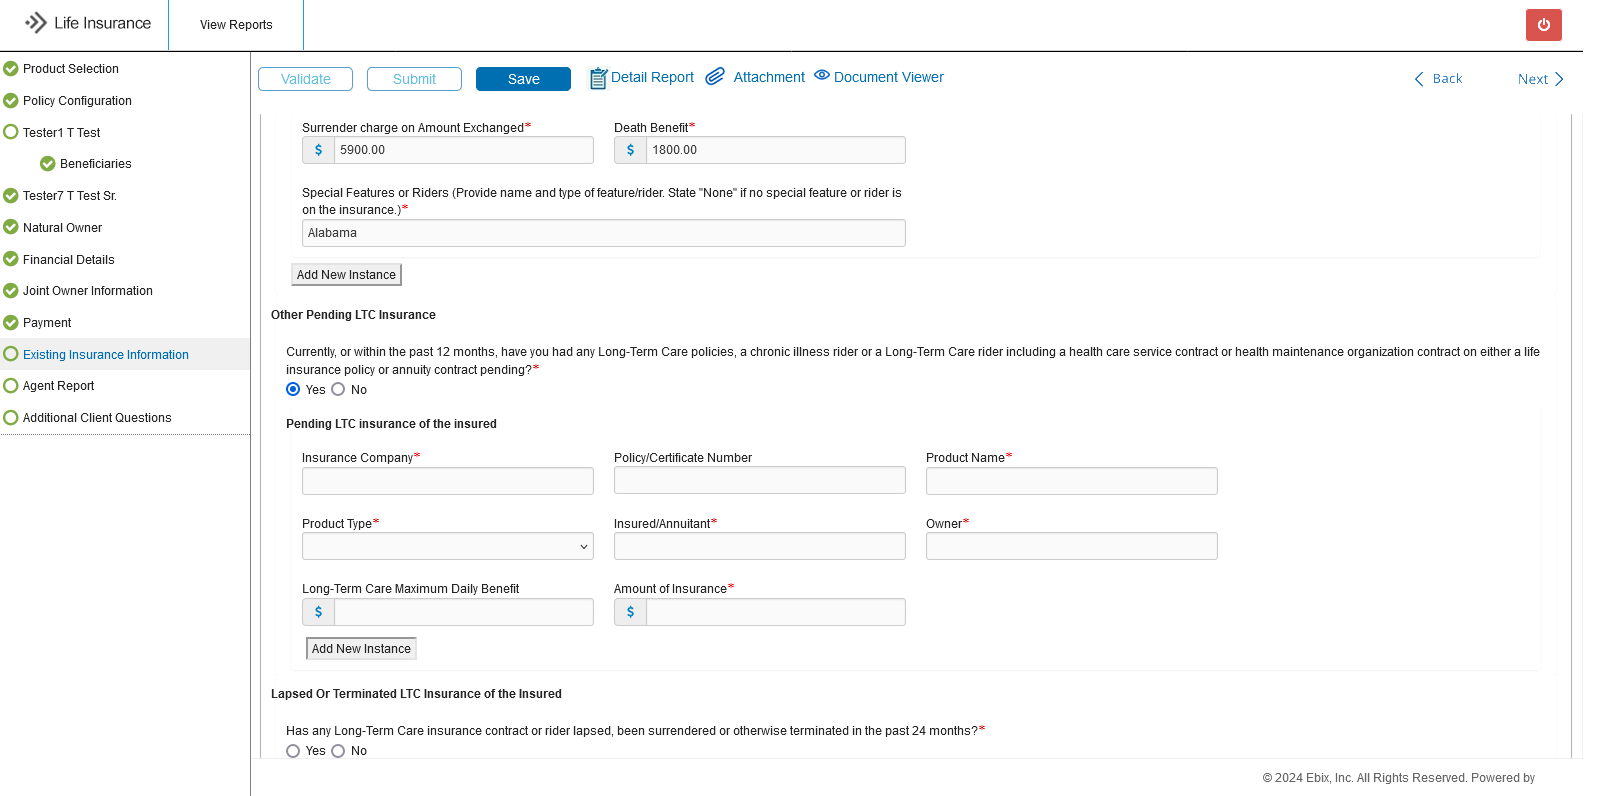 Life Insurance
View Reports
Product Selection
Policy Configuration
Tester1 T Test
Beneficiaries
Tester7 T Test Sr.
Natural Owner
Financial Details
Joint Owner Information
Payment
Existing Insurance Information
Agent Report
Additional Client Questions
Validate
Submit
Save
Detail Report
Attachment
Document Viewer
Back
Next
Surrender charge on Amount Exchanged*
Death Benefit*
$ 5900.00
$ 1800.00
Special Features or Riders (Provide name and type of feature/rider. State "None" if no special feature or rider is
on the insurance.)*
Alabama
Add New Instance
Other Pending LTC Insurance
Currently, or within the past 12 months, have you had any Long-Term Care policies, a chronic illness rider or a Long-Term Care rider including a health care service contract or health maintenance organization contract on either a life
insurance policy or annuity contract pending?*
Yes No
Pending LTC insurance of the insured
Insurance Company*
Policy/Certificate Number
Product Name*
Product Type*
Insured/Annuitant*
Owner*
Long-Term Care Maximum Daily Benefit
Amount of Insurance*
$
$
Add New Instance
Lapsed Or Terminated LTC Insurance of the Insured
Has any Long-Term Care insurance contract or rider lapsed, been surrendered or otherwise terminated in the past 24 months?*
Yes No
© 2024 Ebix, Inc. All Rights Reserved. Powered by